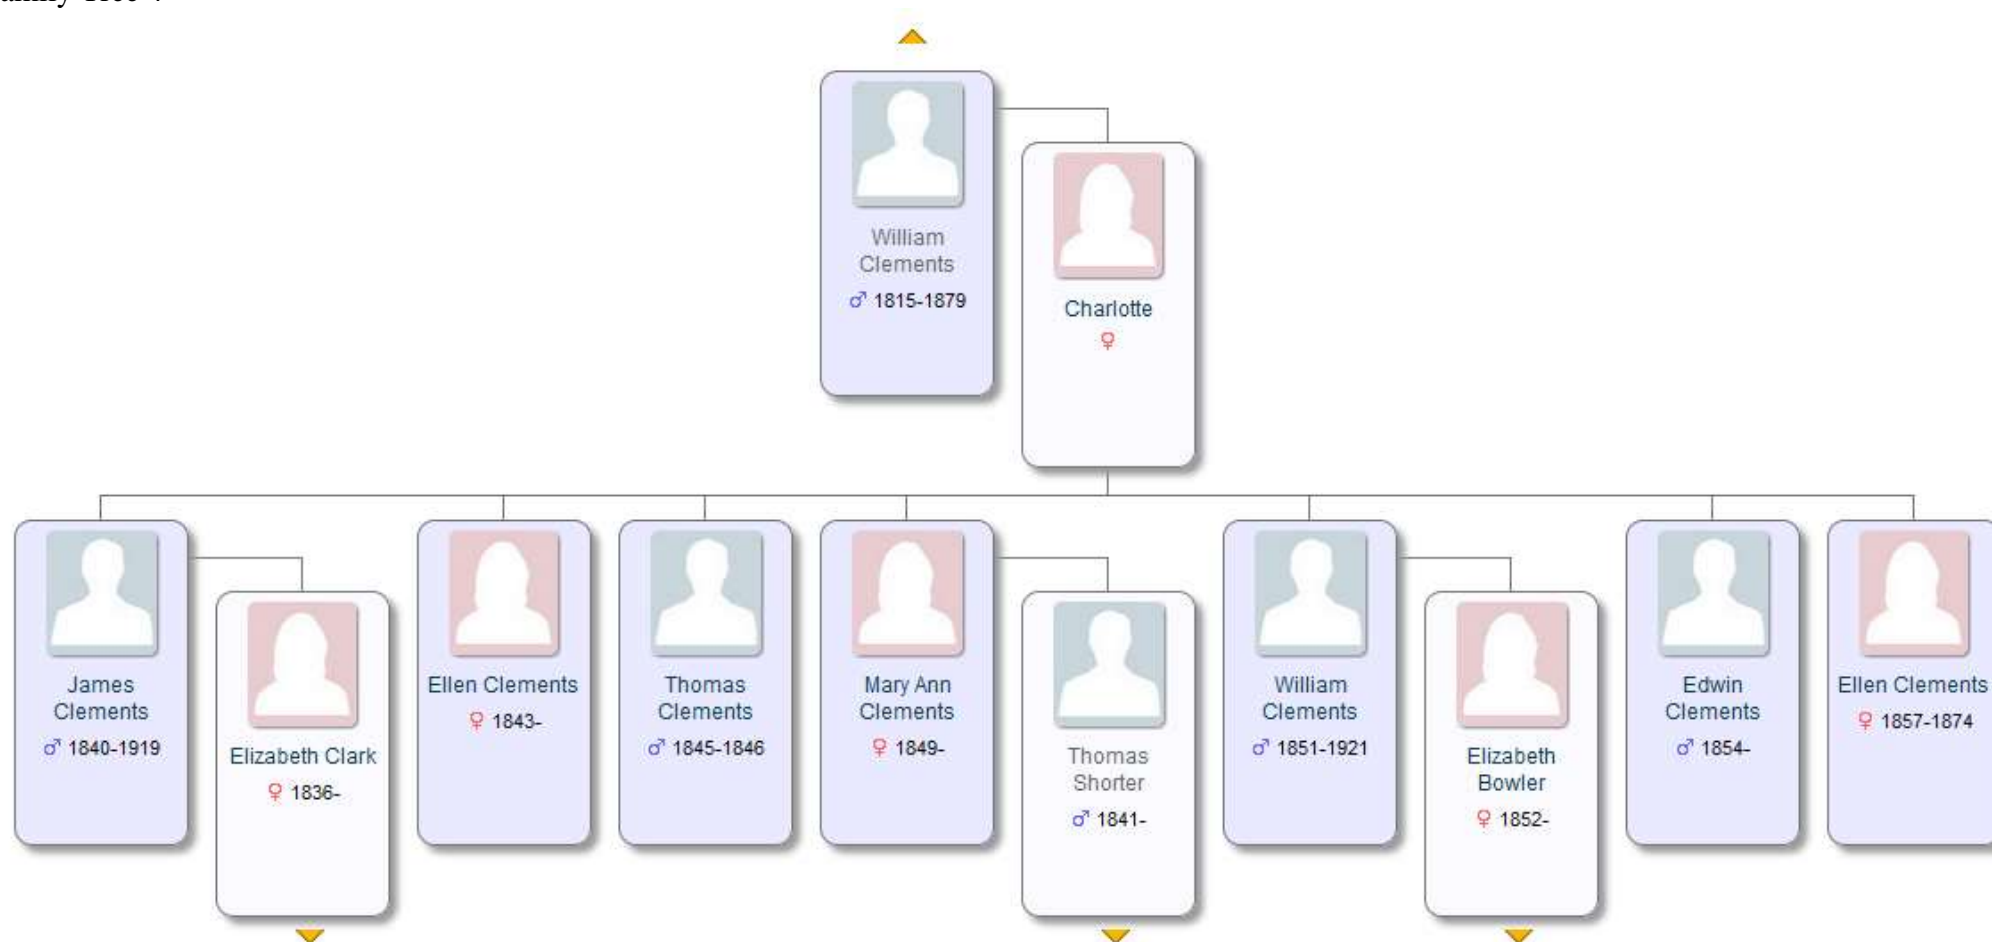 William
Clements
♂ 1815-1879
Charlotte
♀
James
Clements
♂ 1840-1919
Elizabeth Clark
♀ 1836-
Ellen Clements
♀ 1843-
Thomas
Clements
♂ 1845-1846
Mary Ann
Clements
♀ 1849-
Thomas
Shorter
♂ 1841-
William
Clements
♂ 1851-1921
Elizabeth
Bowler
♀ 1852-
Edwin
Clements
♂ 1854-
Ellen Clements
♀ 1857-1874